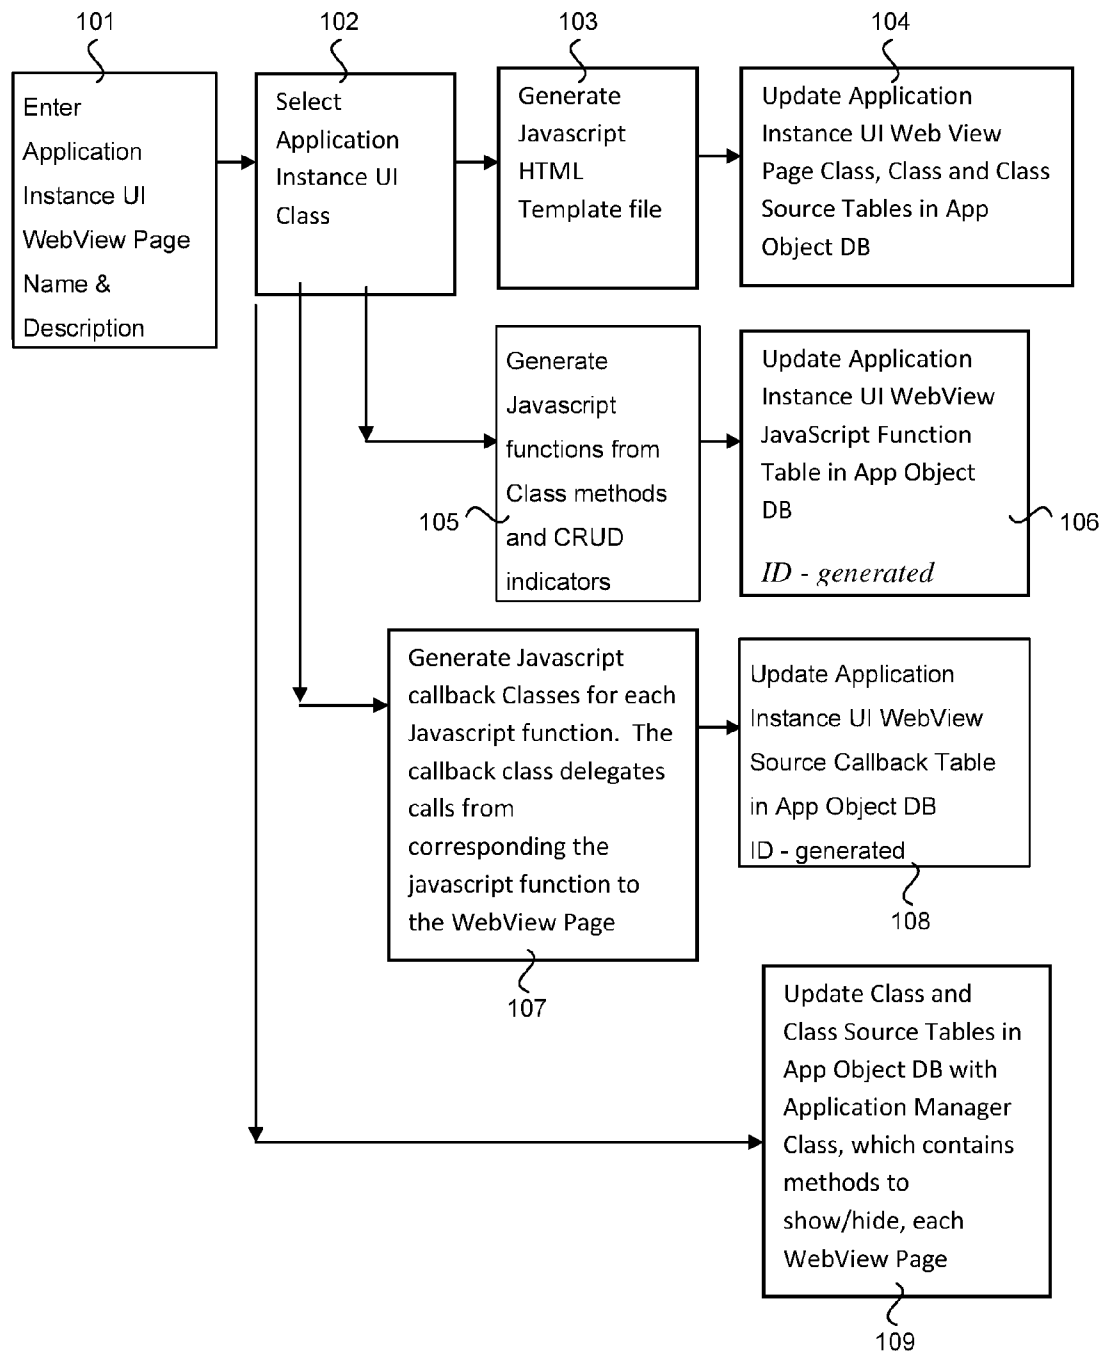 101
102
103
104
Enter
Application
Instance UI
WebView Page
Name &
Description
Select
Application
Instance UI
Class
Generate
Javascript
HTML
Template file
Update Application
Instance UI Web View
Page Class, Class and Class
Source Tables in App
Object DB
Generate
Javascript
functions from
Class methods
and CRUD
indicators
105
Update Application
Instance UI WebView
JavaScript Function
Table in App Object
DB
ID - generated
106
Generate Javascript
callback Classes for each
Javascript function. The
callback class delegates
calls from
corresponding the
javascript function to
the WebView Page
107
Update Application
Instance UI WebView
Source Callback Table
in App Object DB
ID - generated
108
Update Class and
Class Source Tables in
App Object DB with
Application Manager
Class, which contains
methods to
show/hide, each
WebView Page
109